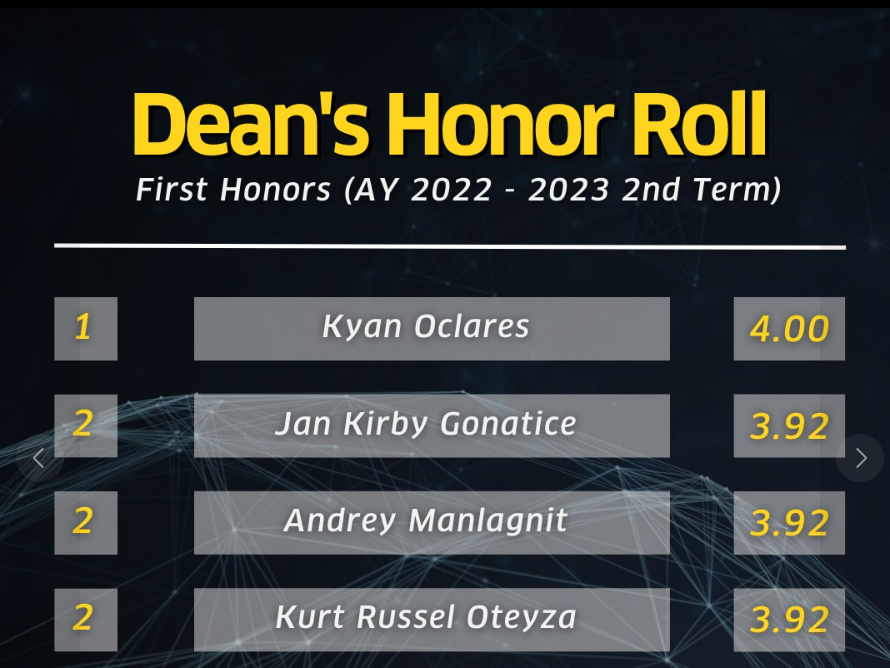 Dean's Honor Roll
First Honors (AY 2022 - 2023 2nd Term)
1 Kyan Oclares 4.00
2 Jan Kirby Gonatice 3.92
2 Andrey Manlagnit 3.92
2 Kurt Russel Oteyza 3.92